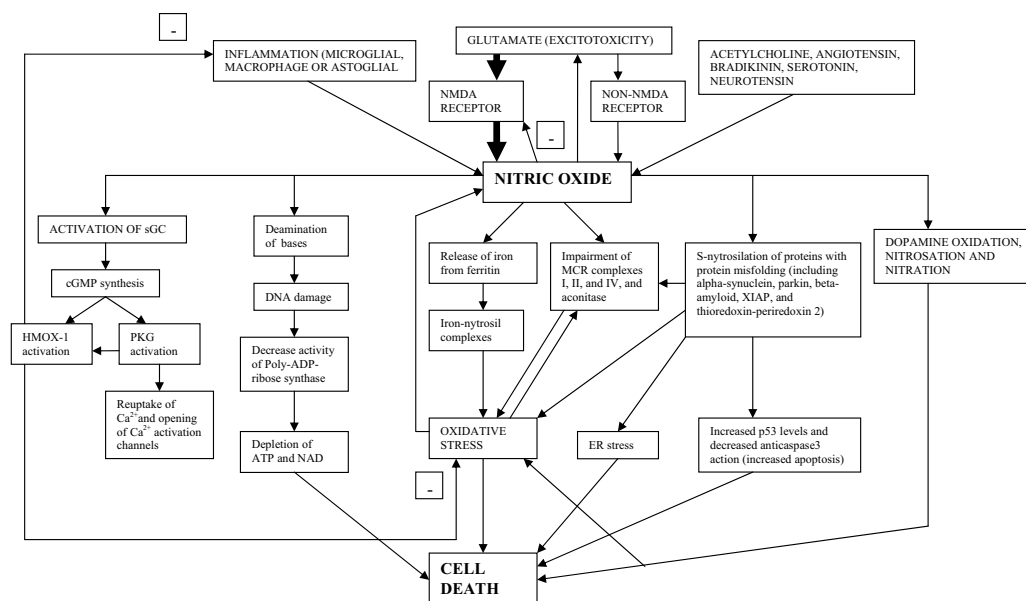 -
INFLAMMATION (MICROGLIAL,
MACROPHAGE OR ASTOGLIAL
GLUTAMATE (EXCITOTOXICITY)
ACETYLCHOLINE, ANGIOTENSIN,
BRADIKININ, SEROTONIN,
NEUROTENSIN
NMDA
RECEPTOR
-
NON-NMDA
RECEPTOR
NITRIC OXIDE
ACTIVATION OF sGC
cGMP synthesis
HMOX-1
activation
PKG
activation
Reuptake of
Ca2+and opening
of Ca2+ activation
channels
Deamination
of bases
DNA damage
Decrease activity
of Poly-ADP-
ribose synthase
Depletion of
ATP and NAD
Release of iron
from ferritin
Iron-nytrosil
complexes
Impairment of
MCR complexes
I, II, and IV, and
aconitase
S-nytrosilation of proteins with
protein misfolding (including
alpha-synuclein, parkin, beta-
amyloid, XIAP, and
thioredoxin-periredoxin 2)
DOPAMINE OXIDATION,
NITROSATION AND
NITRATION
OXIDATIVE
STRESS
ER stress
Increased p53 levels and
decreased anticaspase3
action (increased apoptosis)
-
CELL
DEATH